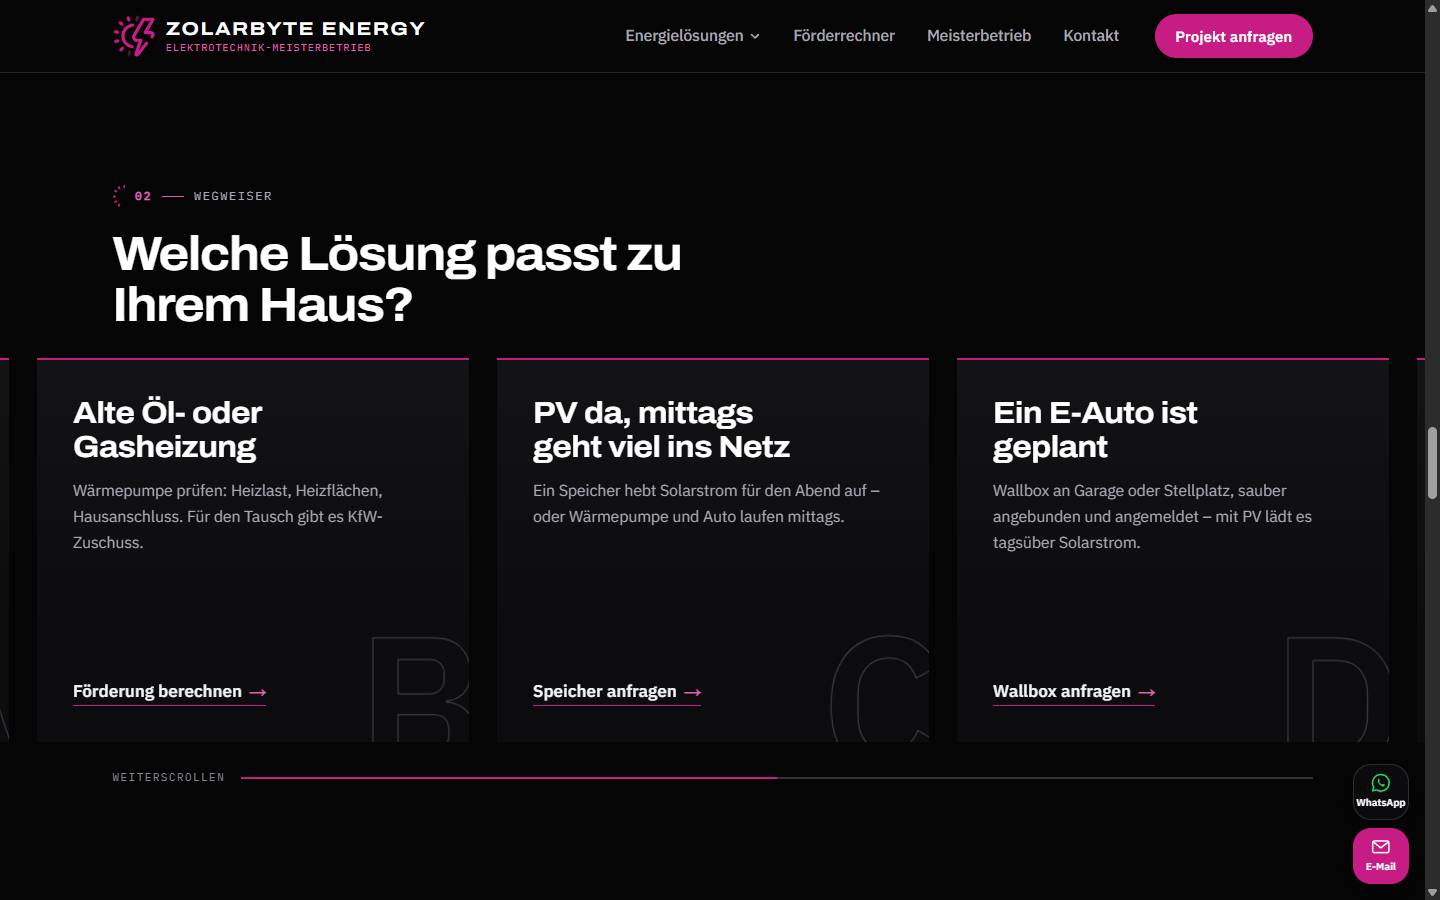 ZOLARBYTE ENERGY
ELEKTROTECHNIK-MEISTERBETRIEB
Energielösungen
Förderrechner
Meisterbetrieb
Kontakt
Projekt anfragen
02 — WEGWEISER
Welche Lösung passt zu
Ihrem Haus?
Alte Öl- oder
Gasheizung
Wärmepumpe prüfen: Heizlast, Heizflächen,
Hausanschluss. Für den Tausch gibt es KfW-
Zuschuss.
Förderung berechnen →
B
PV da, mittags
geht viel ins Netz
Ein Speicher hebt Solarstrom für den Abend auf –
oder Wärmepumpe und Auto laufen mittags.
Speicher anfragen →
C
Ein E-Auto ist
geplant
Wallbox an Garage oder Stellplatz, sauber
angebunden und angemeldet – mit PV lädt es
tagsüber Solarstrom.
Wallbox anfragen →
D
WEITERSCROLLEN
WhatsApp
E-Mail